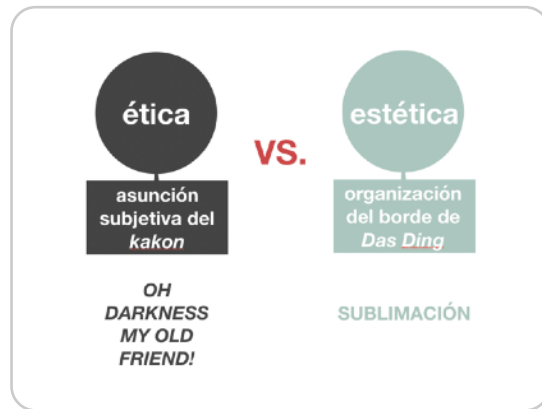 ética
asunción
subjetiva del
kakon
OH
DARKNESS
MY OLD
FRIEND!
VS.
estética
organización
del borde de
Das Ding
SUBLIMACIÓN